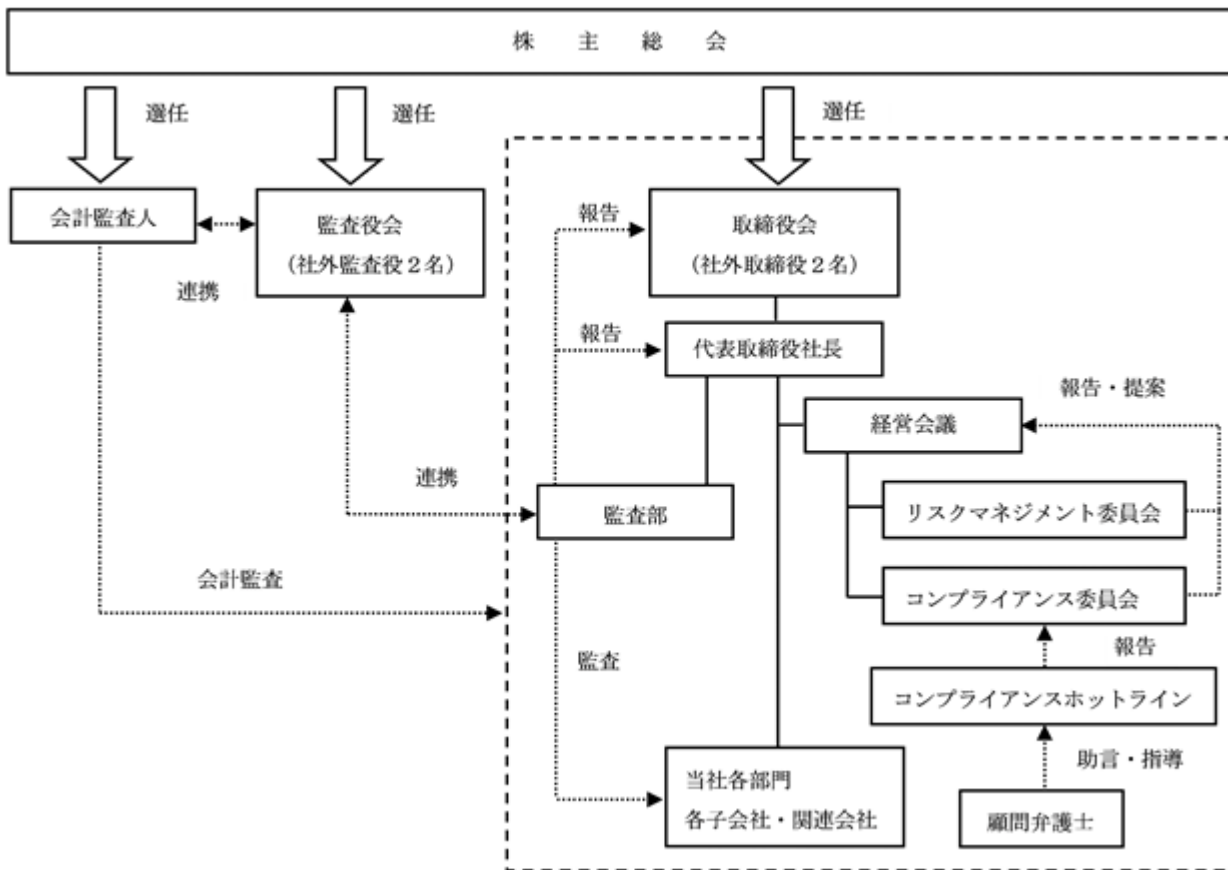 株主総会
選任
選任
選任
会計監査人
監査役会
（社外監査役２名）
報告
取締役会
（社外取締役２名）
連携
報告
代表取締役社長
報告・提案
経営会議
連携
監査部
リスクマネジメント委員会
会計監査
コンプライアンス委員会
監査
報告
コンプライアンスホットライン
助言・指導
当社各部門
各子会社・関連会社
顧問弁護士